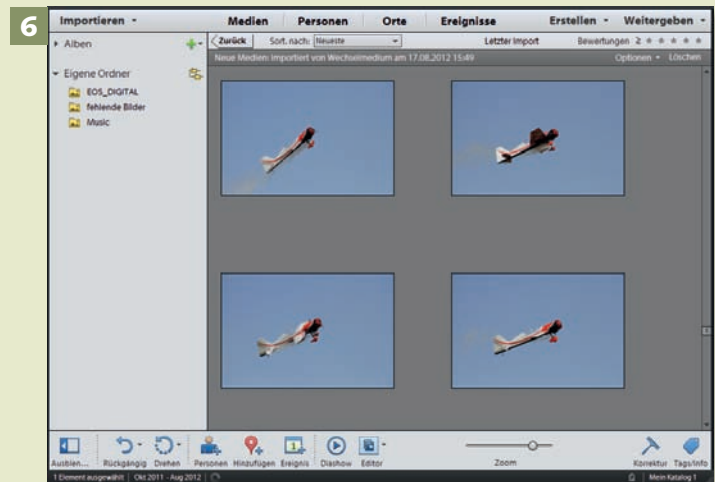 6
Importieren Medien Personen Orte Ereignisse Erstellen Weitergeben
Alben Zurück Sort. nach: Neueste Letzter Import Bewertungen ≥ ★ ★ ★ ★ ★
Neue Medien: Importiert von Wechselmedium am 17.08.2012 15:49 Optionen Löschen
Eigene Ordner
EOS_DIGITAL
fehlende Bilder
Music
Ausblen... Rückgängig Drehen Personen Hinzufügen Ereignis Diashow Editor Zoom Korrektur Tags/Info
1 Element ausgewählt | Okt 2011 - Aug 2012 | Mein Katalog 1